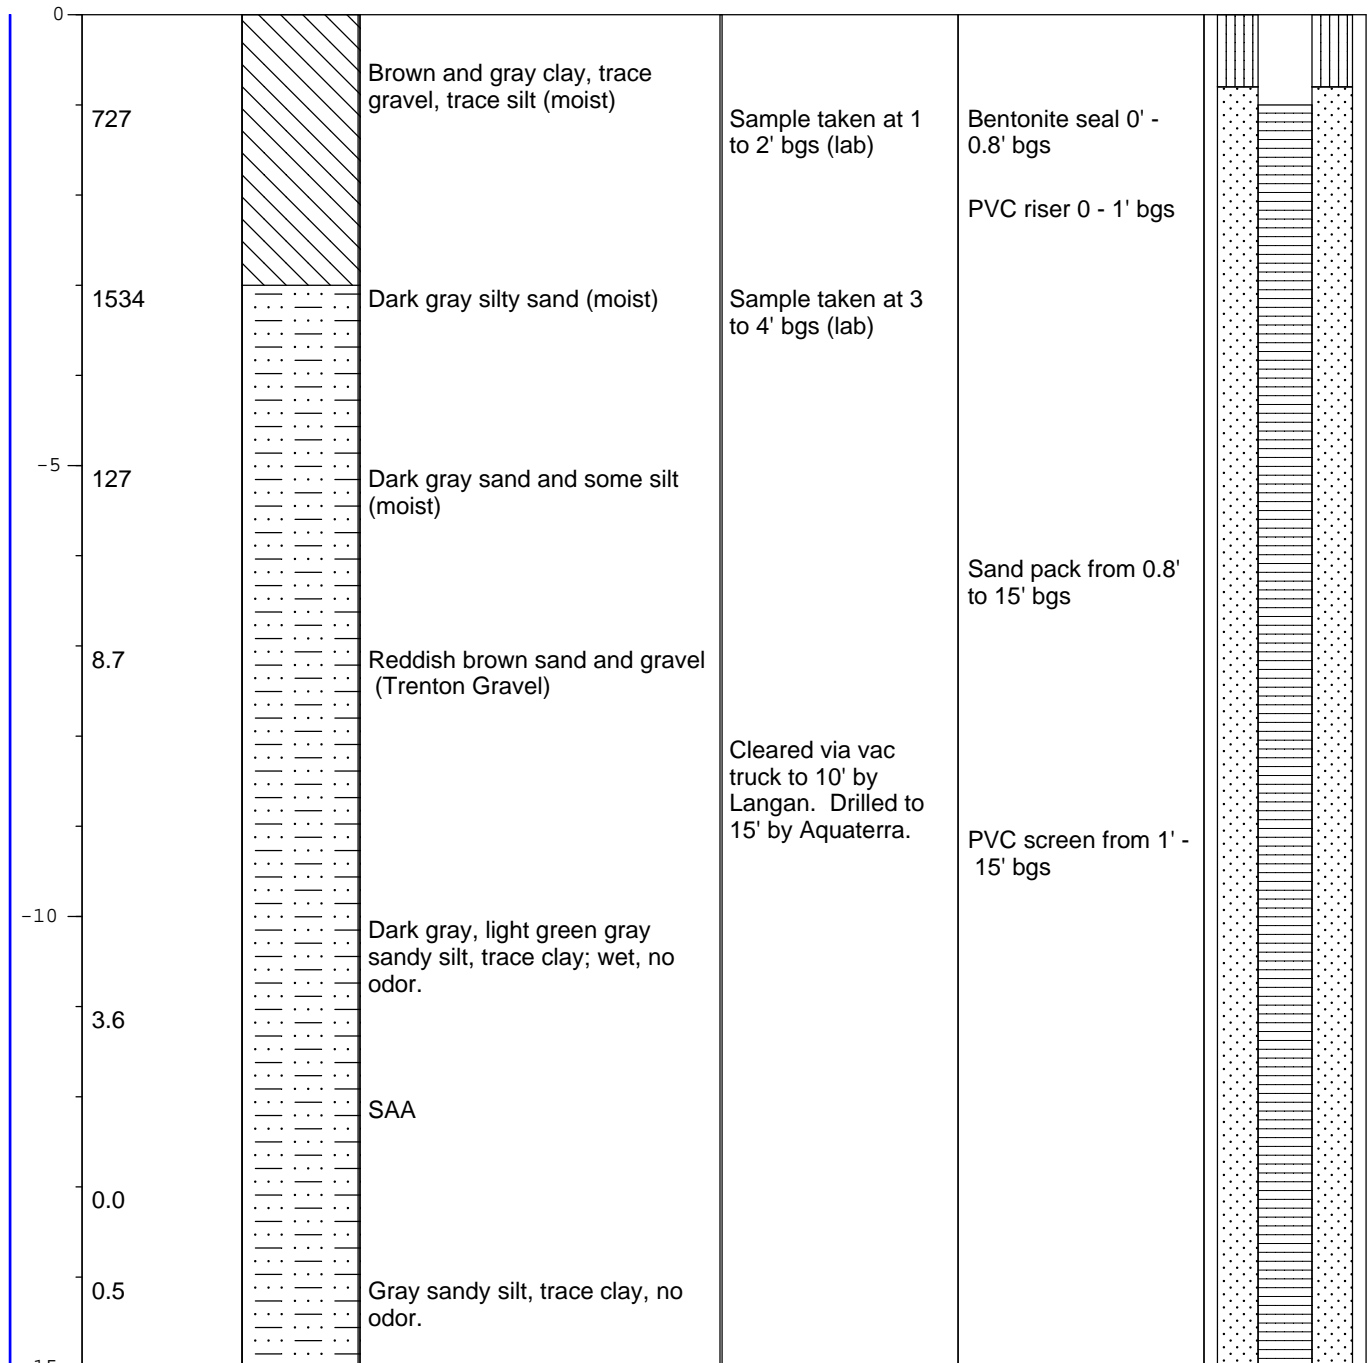 0
Brown and gray clay, trace
gravel, trace silt (moist)
727
Sample taken at 1
to 2' bgs (lab)
Bentonite seal 0' -
0.8' bgs
PVC riser 0 - 1' bgs
1534
Dark gray silty sand (moist)
Sample taken at 3
to 4' bgs (lab)
-5
127
Dark gray sand and some silt
(moist)
Sand pack from 0.8'
to 15' bgs
8.7
Reddish brown sand and gravel
(Trenton Gravel)
Cleared via vac
truck to 10' by
Langan. Drilled to
15' by Aquaterra.
PVC screen from 1' -
15' bgs
-10
Dark gray, light green gray
sandy silt, trace clay; wet, no
odor.
3.6
SAA
0.0
0.5
Gray sandy silt, trace clay, no
odor.